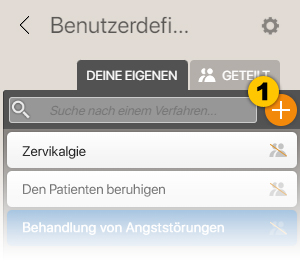 Benutzerdefi...
DEINE EIGENEN
GETEILT
1
Suche nach einem Verfahren...
Zervikalgie
Den Patienten beruhigen
Behandlung von Angststörungen